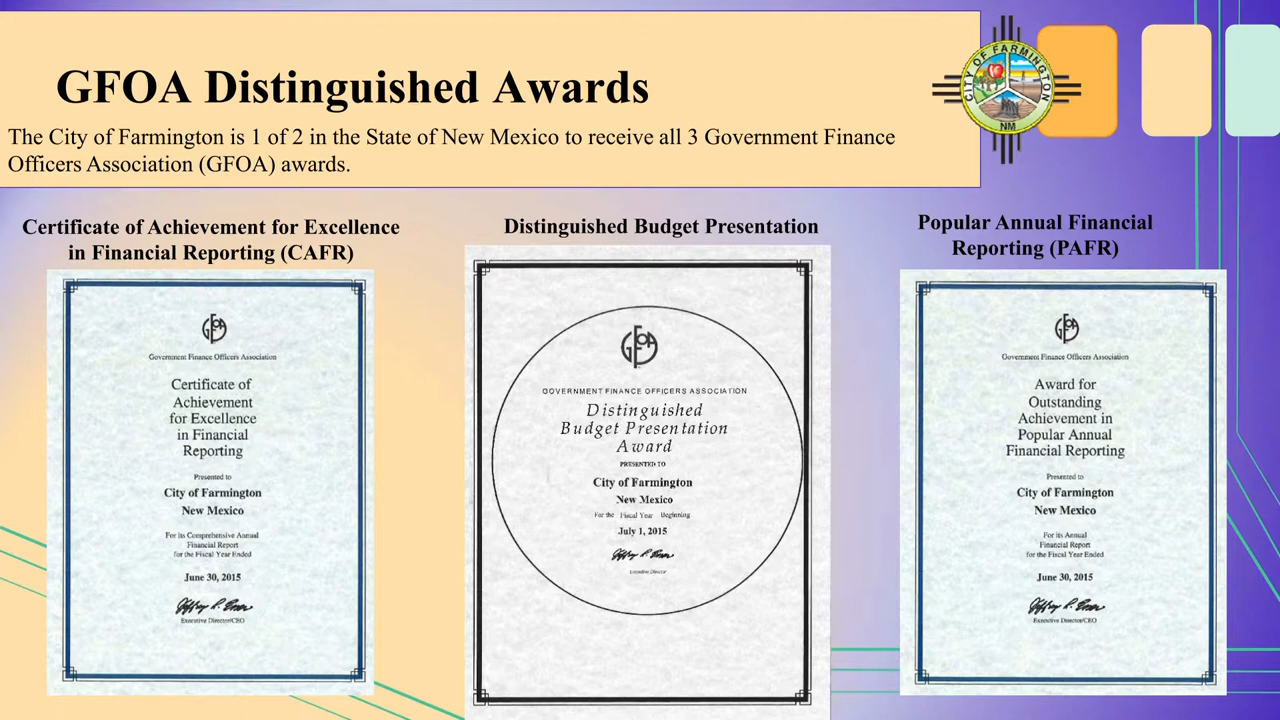 GFOA Distinguished Awards
The City of Farmington is 1 of 2 in the State of New Mexico to receive all 3 Government Finance
Officers Association (GFOA) awards.
CITY OF FARMINGTON
NM
Certificate of Achievement for Excellence
in Financial Reporting (CAFR)
GFOA
Government Finance Officers Association
Certificate of
Achievement
for Excellence
in Financial
Reporting
Presented to
City of Farmington
New Mexico
For its Comprehensive Annual
Financial Report
for the Fiscal Year Ended
June 30, 2015
Executive Director/CEO
Distinguished Budget Presentation
GFOA
GOVERNMENT FINANCE OFFICERS ASSOCIATION
Distinguished
Budget Presentation
Award
PRESENTED TO
City of Farmington
New Mexico
For the Fiscal Year Beginning
July 1, 2015
Executive Director
Popular Annual Financial
Reporting (PAFR)
GFOA
Government Finance Officers Association
Award for
Outstanding
Achievement in
Popular Annual
Financial Reporting
Presented to
City of Farmington
New Mexico
For its Annual
Financial Report
for the Fiscal Year Ended
June 30, 2015
Executive Director/CEO